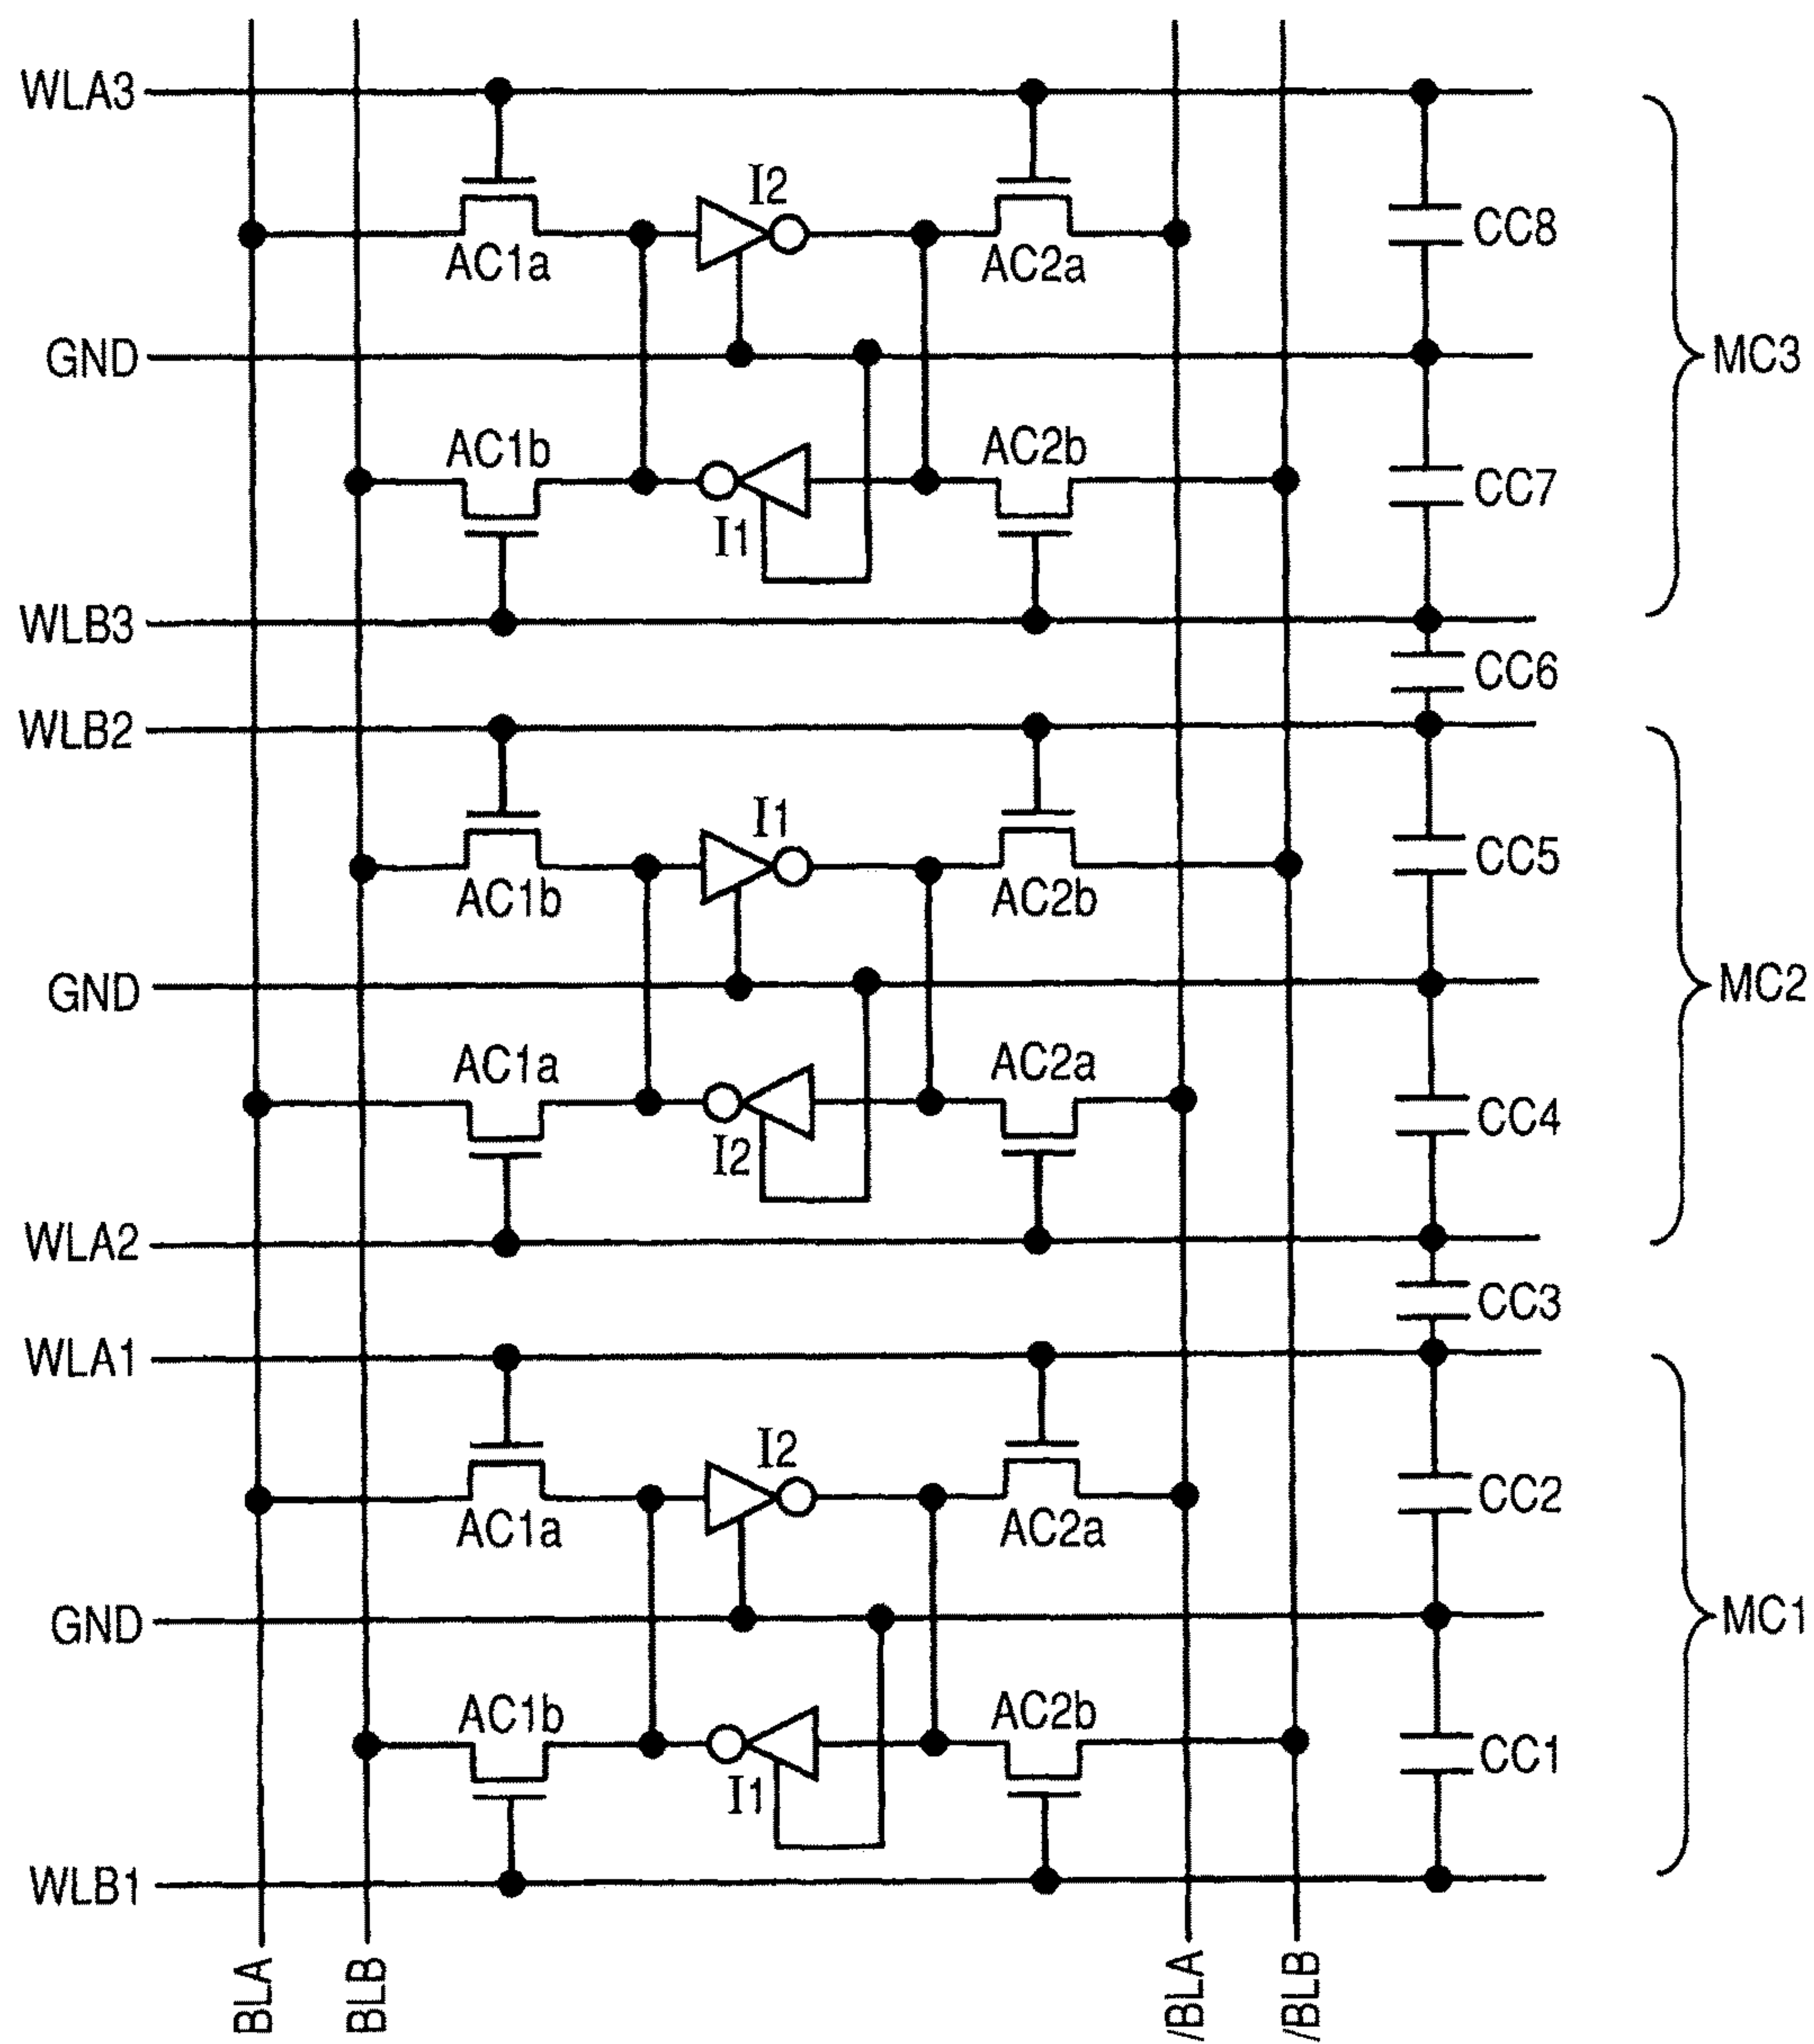 WLA3
I2
CC8
AC1a
AC2a
GND
MC3
AC1b
AC2b
CC7
I1
WLB3
CC6
WLB2
I1
CC5
AC1b
AC2b
GND
MC2
AC1a
AC2a
CC4
I2
WLA2
CC3
WLA1
I2
CC2
AC1a
AC2a
GND
MC1
AC1b
AC2b
CC1
I1
WLB1
BLA
BLB
/BLA
/BLB